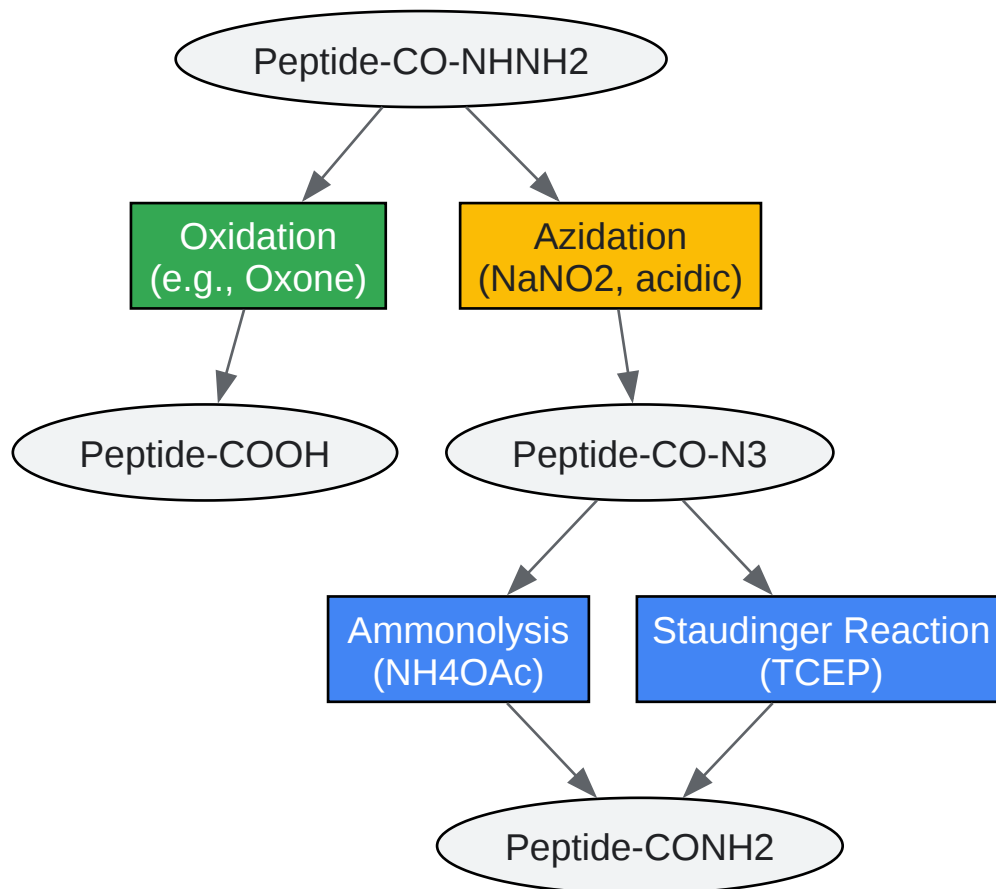 Peptide-CO-NHNH2
Oxidation
(e.g., Oxone)
Azidation
(NaNO2, acidic)
Peptide-COOH
Peptide-CO-N3
Ammonolysis
(NH4OAc)
Staudinger Reaction
(TCEP)
Peptide-CONH2